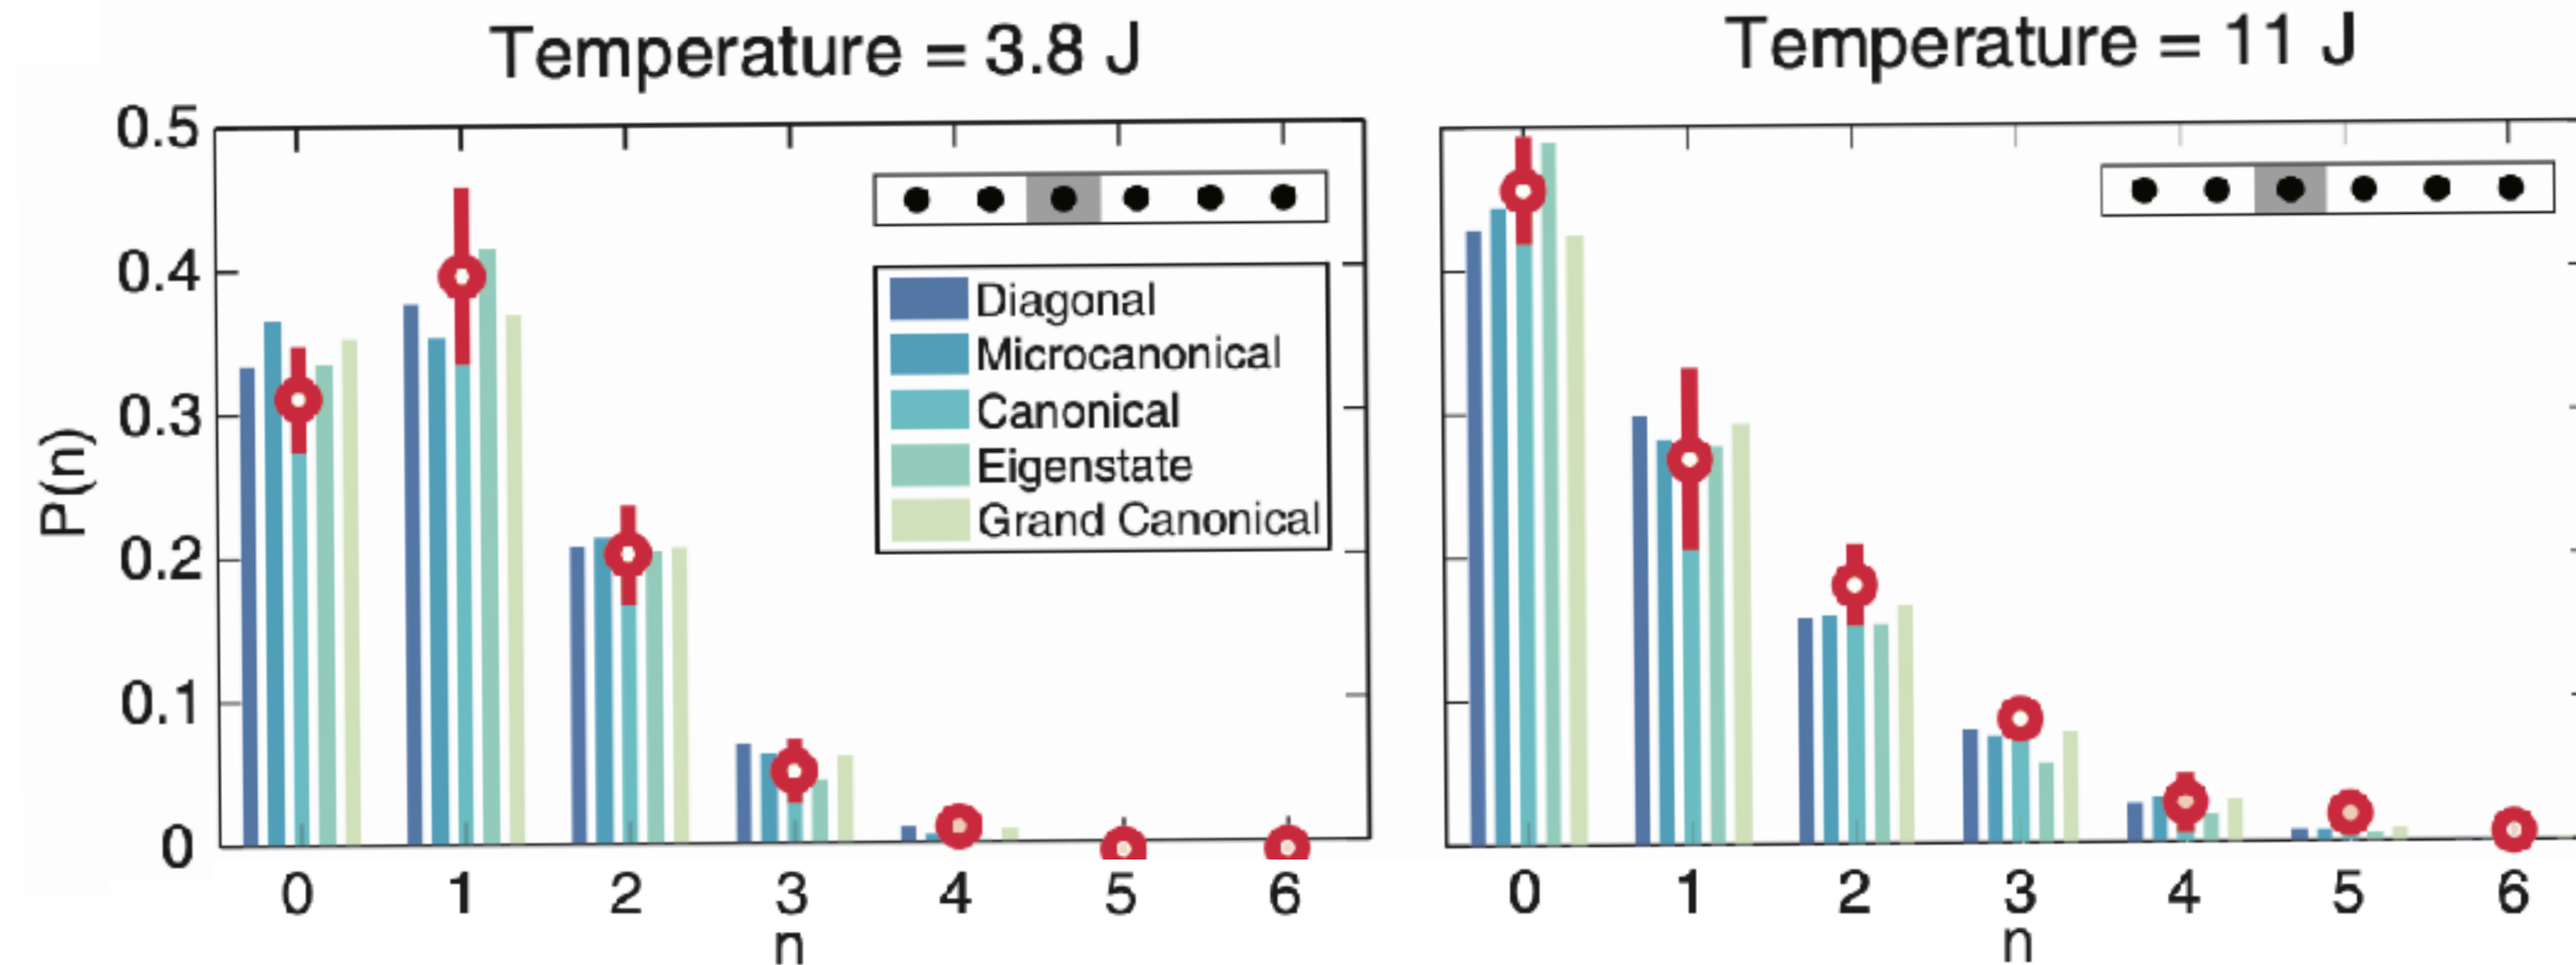 Temperature = 3.8 J
Temperature = 11 J
P(n)
0.5
0.4
0.3
0.2
0.1
0
Diagonal
Microcanonical
Canonical
Eigenstate
Grand Canonical
0 1 2 3 4 5 6
n
0 1 2 3 4 5 6
n